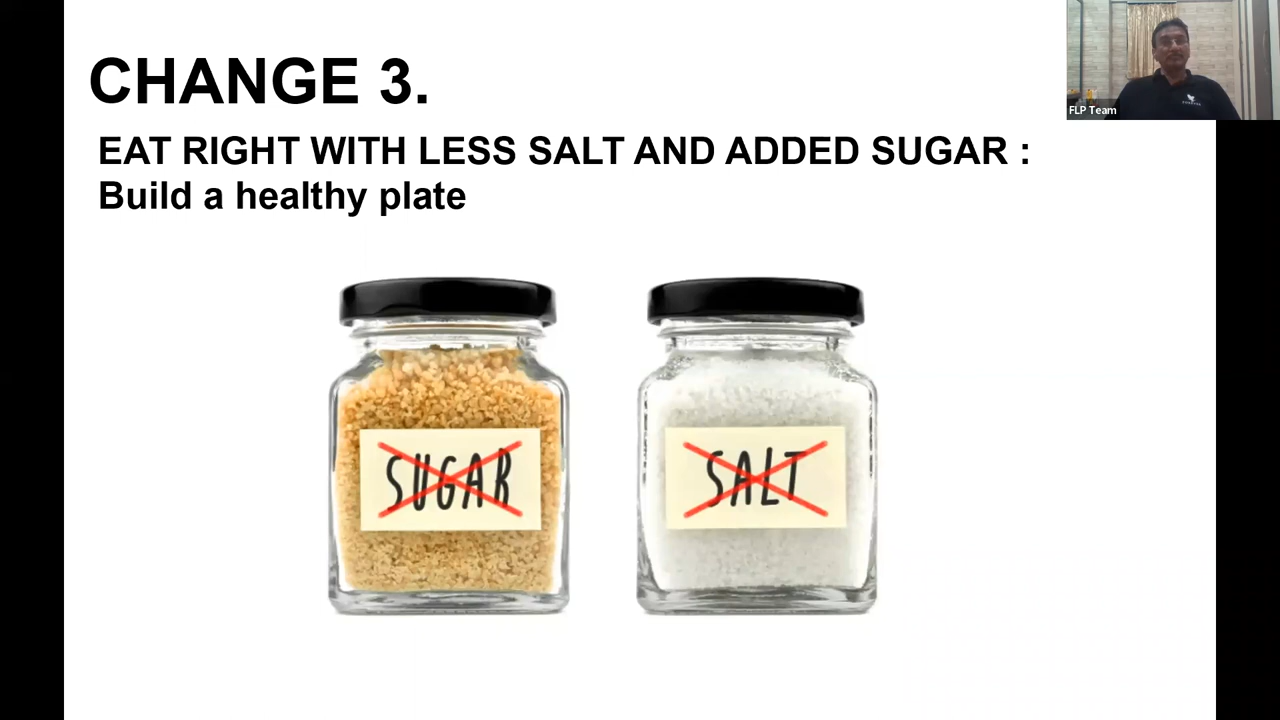 CHANGE 3.
EAT RIGHT WITH LESS SALT AND ADDED SUGAR :
Build a healthy plate
SUGAR
SALT
FLP Team